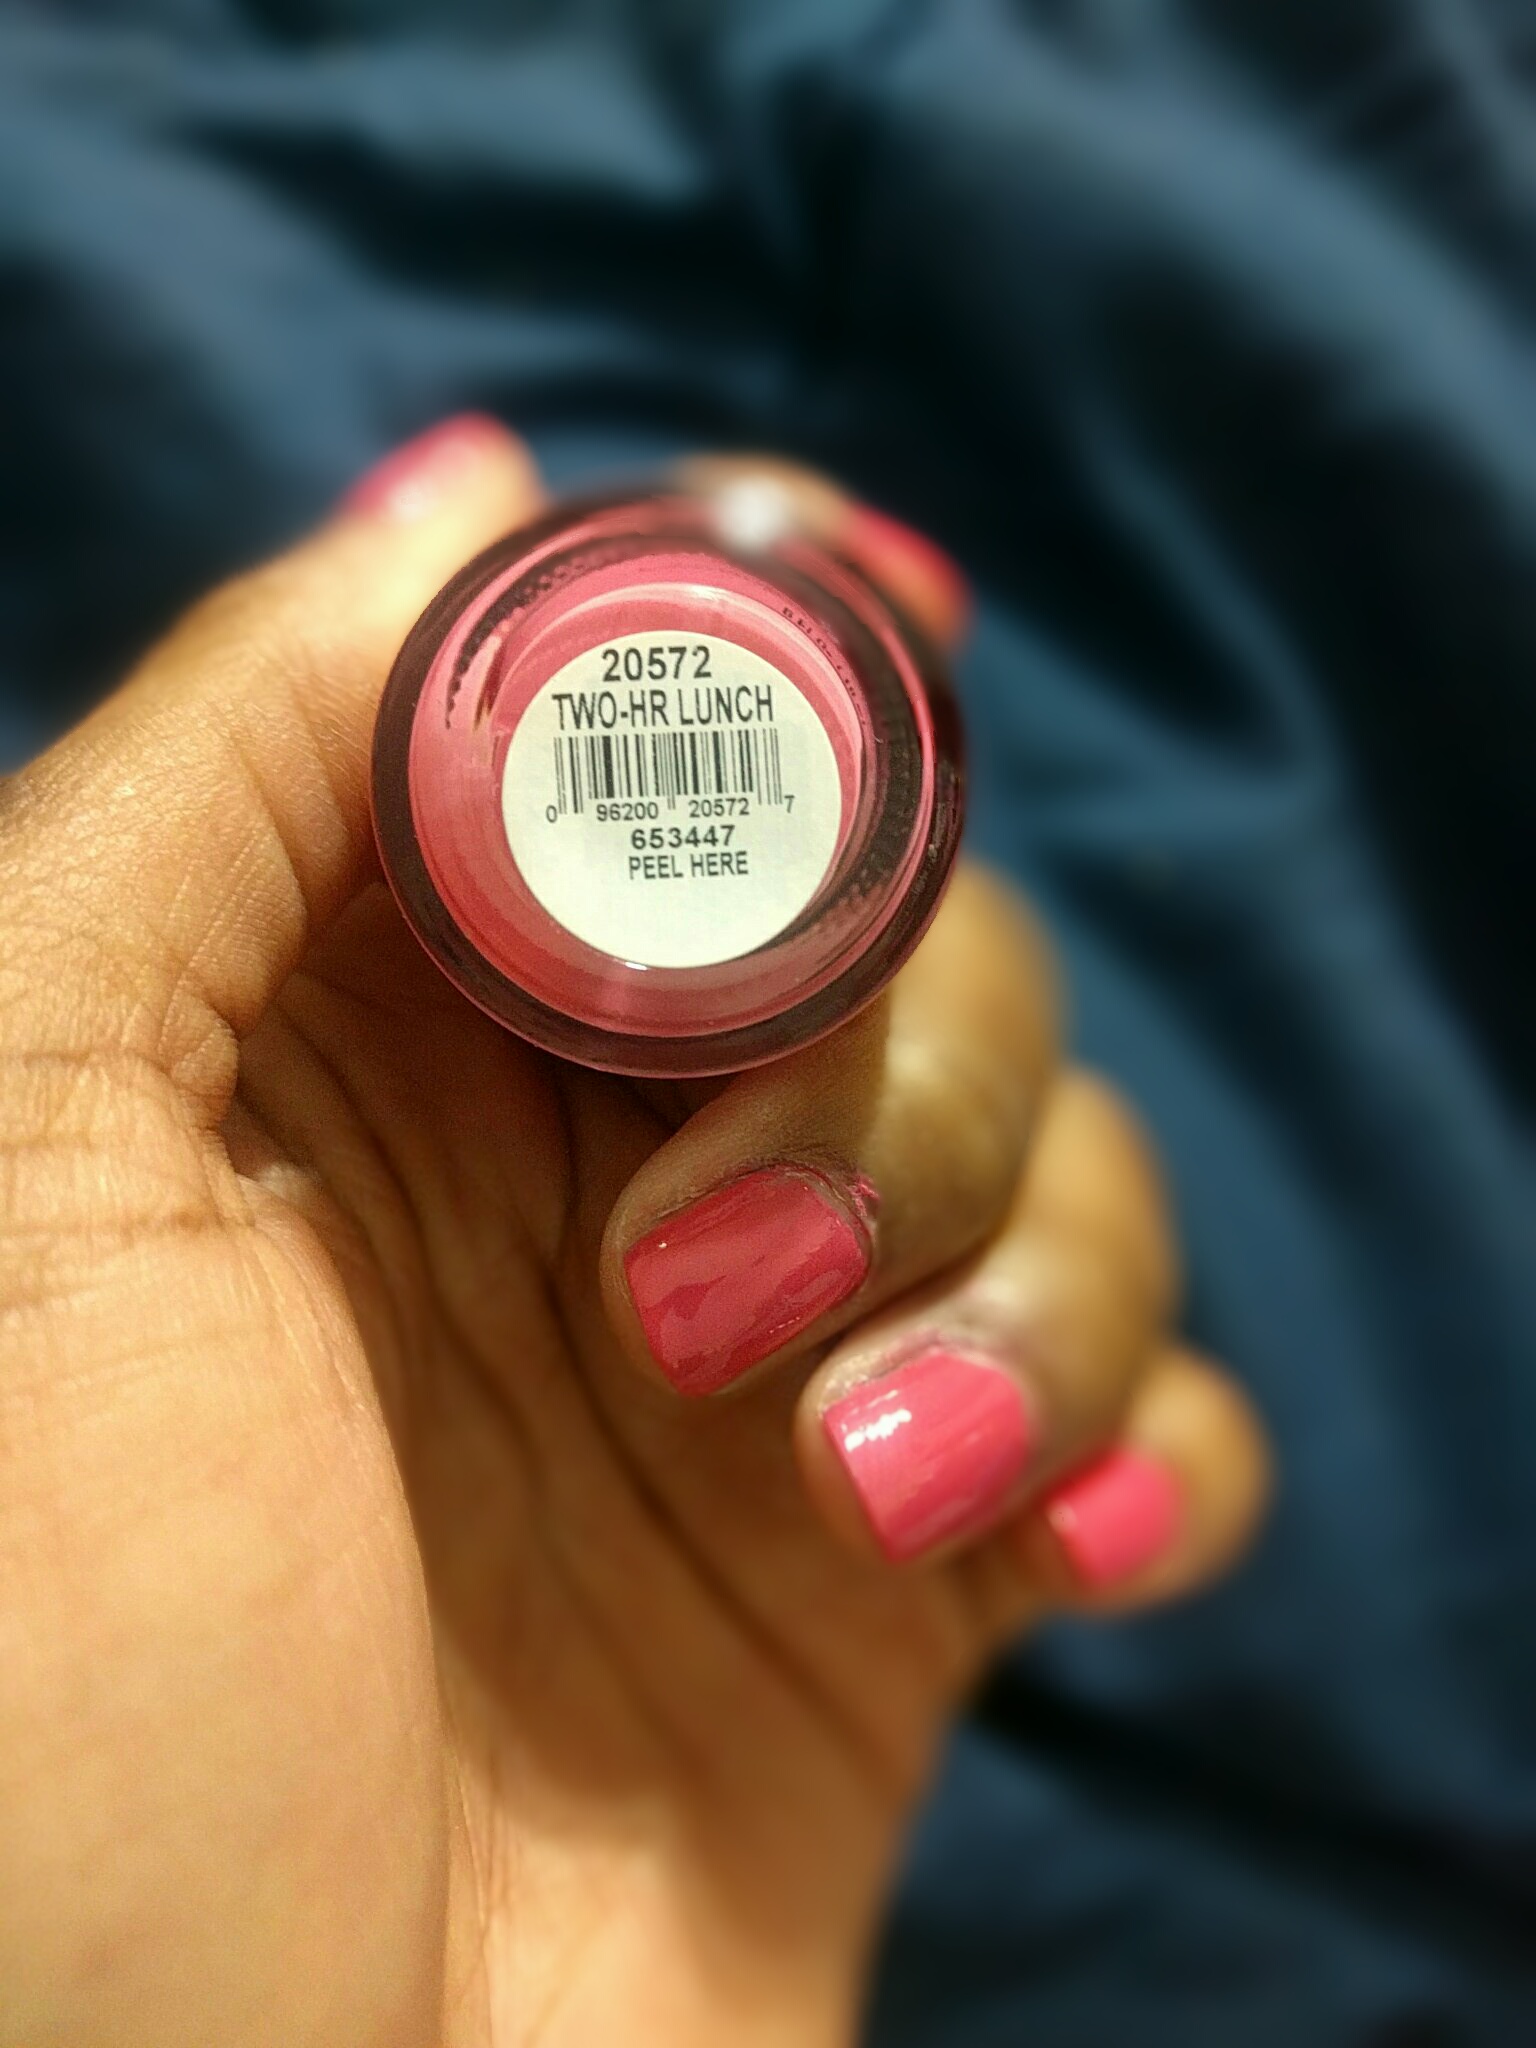 20572
TWO-HR LUNCH
0 96200 20572 7
653447
PEEL HERE